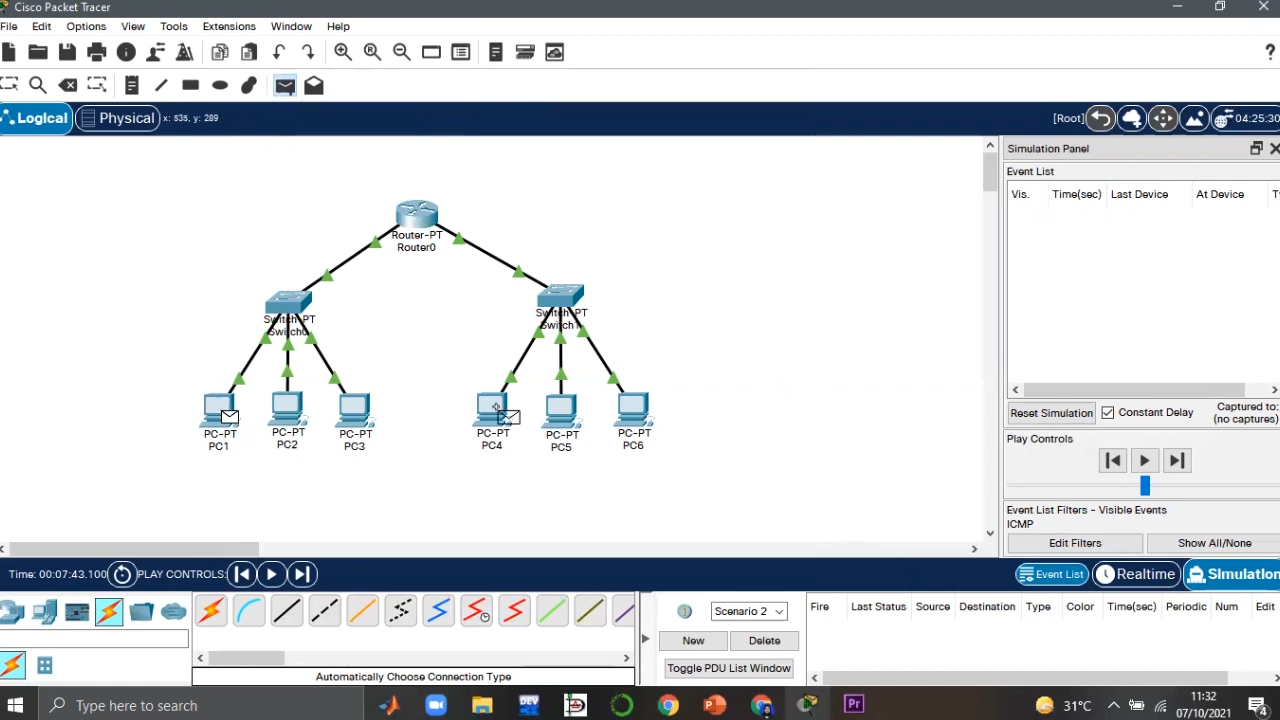 Cisco Packet Tracer
File Edit Options View Tools Extensions Window Help
?
Logical Physical x: 535, y: 289 [Root] 04:25:30
Simulation Panel
Event List
Vis. Time(sec) Last Device At Device
Router-PT
Router0
Switch-PT
Switch0
Switch-PT
Switch1
PC-PT
PC1
PC-PT
PC2
PC-PT
PC3
PC-PT
PC4
PC-PT
PC5
PC-PT
PC6
Reset Simulation Constant Delay Captured to:
(no captures)
Play Controls
Event List Filters - Visible Events
ICMP
Edit Filters Show All/None
Time: 00:07:43.100 PLAY CONTROLS: Event List Realtime Simulation
Scenario 2
New Delete
Toggle PDU List Window
Fire Last Status Source Destination Type Color Time(sec) Periodic Num Edit
Automatically Choose Connection Type
Type here to search
DEV
Pr
31°C
11:32
07/10/2021
4